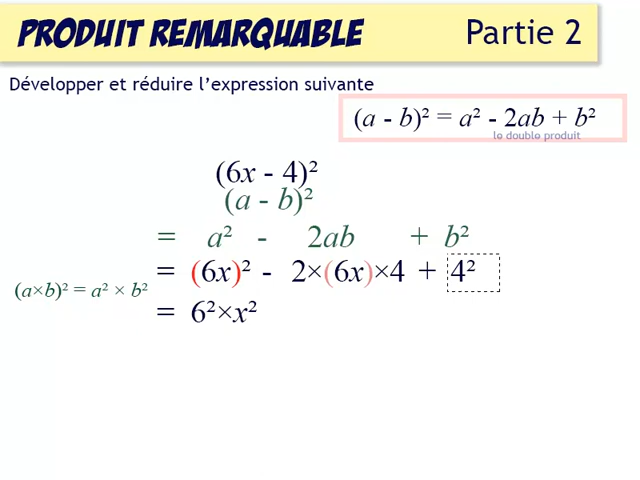 PRODUIT REMARQUABLE Partie 2
Développer et réduire l’expression suivante
(a - b)² = a² - 2ab + b²
le double produit
(6x - 4)²
(a - b)²
= a² - 2ab + b²
= (6x)² - 2×(6x)×4 + 4²
(a×b)² = a² × b²
= 6²×x²